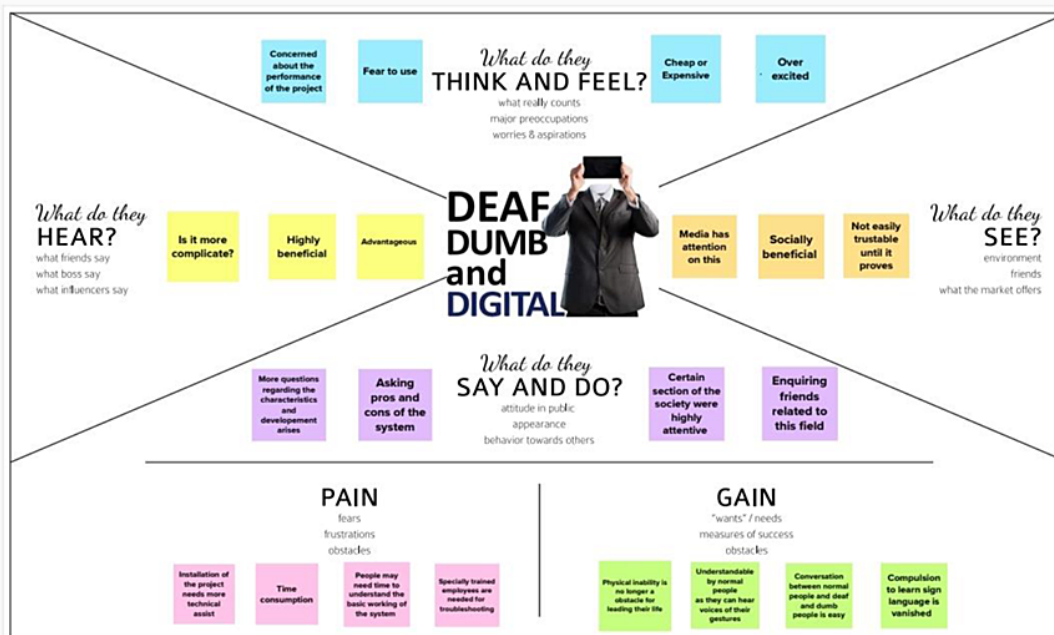 What do they
THINK AND FEEL?
what really counts
major preoccupations
worries & aspirations
Concerned
about the
performance
of the project
Fear to use
Cheap or
Expensive
Over
excited
What do they
HEAR?
what friends say
what boss say
what influencers say
Is it more
complicate?
Highly
beneficial
Advantageous
DEAF
DUMB
and
DIGITAL
Media has
attention
on this
Socially
beneficial
Not easily
trustable
until it
proves
What do they
SEE?
environment
friends
what the market offers
What do they
SAY AND DO?
attitude in public
appearance
behavior towards others
More questions
regarding the
characteristics
and
developement
arises
Asking
pros and
cons of the
system
Certain
section of the
society were
highly
attentive
Enquiring
friends
related to
this field
PAIN
fears
frustrations
obstacles
Installation of
the project
needs more
technical
assist
Time
consumption
People may
need time to
understand the
basic working of
the system
Specially trained
employees are
needed for
troubleshooting
GAIN
"wants" / needs
measures of success
obstacles
Physical inability is
no longer a
obstacle for
leading their life
Understandable
by normal
people
as they can hear
voices of their
gestures
Conversation
between normal
people and deaf
and dumb
people is easy
Compulsion
to learn sign
language is
vanished